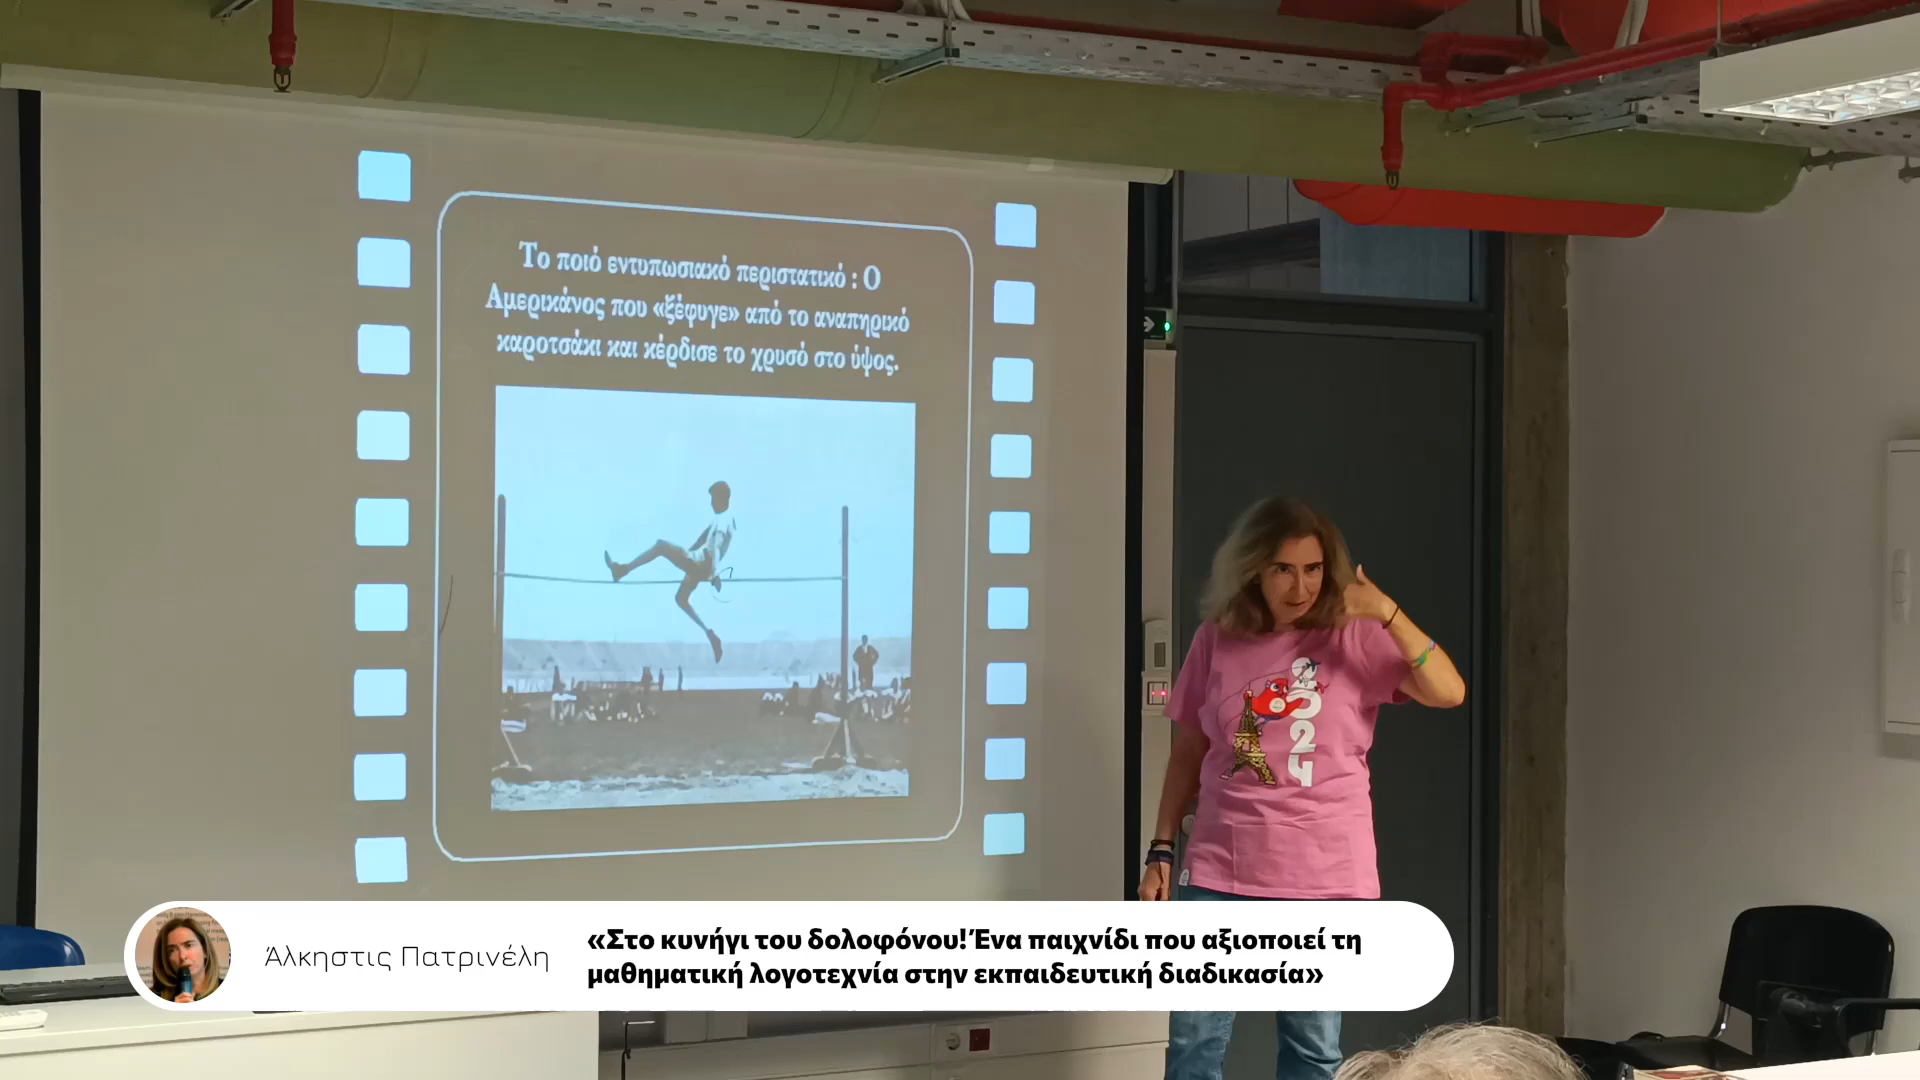 Το ποιό εντυπωσιακό περιστατικό : Ο
Αμερικάνος που «ξέφυγε» από το αναπηρικό
καροτσάκι και κέρδισε το χρυσό στο ύψος.
2024
Άλκηστις Πατρινέλη
«Στο κυνήγι του δολοφόνου! Ένα παιχνίδι που αξιοποιεί τη
μαθηματική λογοτεχνία στην εκπαιδευτική διαδικασία»